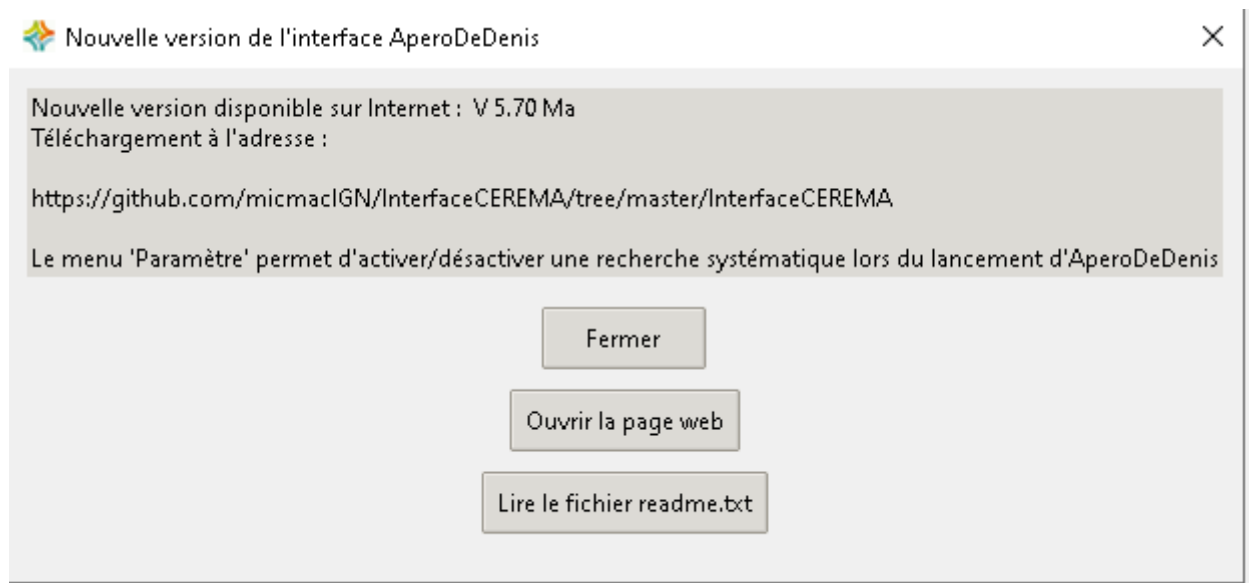 Nouvelle version de l'interface AperoDeDenis
Nouvelle version disponible sur Internet : V 5.70 Ma
Téléchargement à l'adresse :
https://github.com/micmacIGN/InterfaceCEREMA/tree/master/InterfaceCEREMA
Le menu 'Paramètre' permet d'activer/désactiver une recherche systématique lors du lancement d'AperoDeDenis
Fermer
Ouvrir la page web
Lire le fichier readme.txt